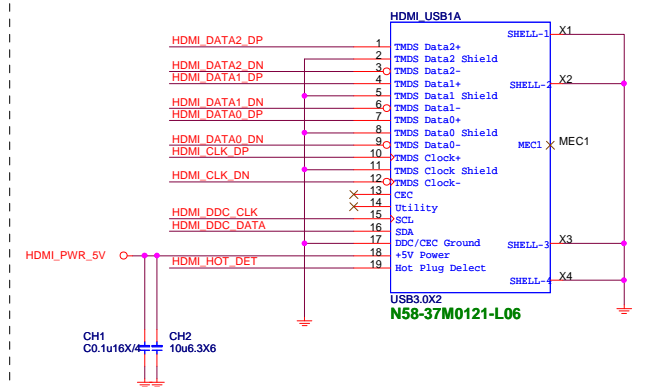 HDMI_USB1A
HDMI_DATA2_DP 1 TMDS Data2+ SHELL-1 X1
2 TMDS Data2 Shield
HDMI_DATA2_DN 3 TMDS Data2-
HDMI_DATA1_DP 4 TMDS Data1+ SHELL-2 X2
5 TMDS Data1 Shield
HDMI_DATA1_DN 6 TMDS Data1-
HDMI_DATA0_DP 7 TMDS Data0+
8 TMDS Data0 Shield
HDMI_DATA0_DN 9 TMDS Data0- MEC1 MEC1
HDMI_CLK_DP 10 TMDS Clock+
11 TMDS Clock Shield
HDMI_CLK_DN 12 TMDS Clock-
13 CEC
14 Utility
HDMI_DDC_CLK 15 SCL
HDMI_DDC_DATA 16 SDA
17 DDC/CEC Ground SHELL-3 X3
HDMI_PWR_5V 18 +5V Power
HDMI_HOT_DET 19 Hot Plug Delect
SHELL-4 X4
USB3.0X2
N58-37M0121-L06
CH1 CH2
C0.1u16X/4 10u6.3X6